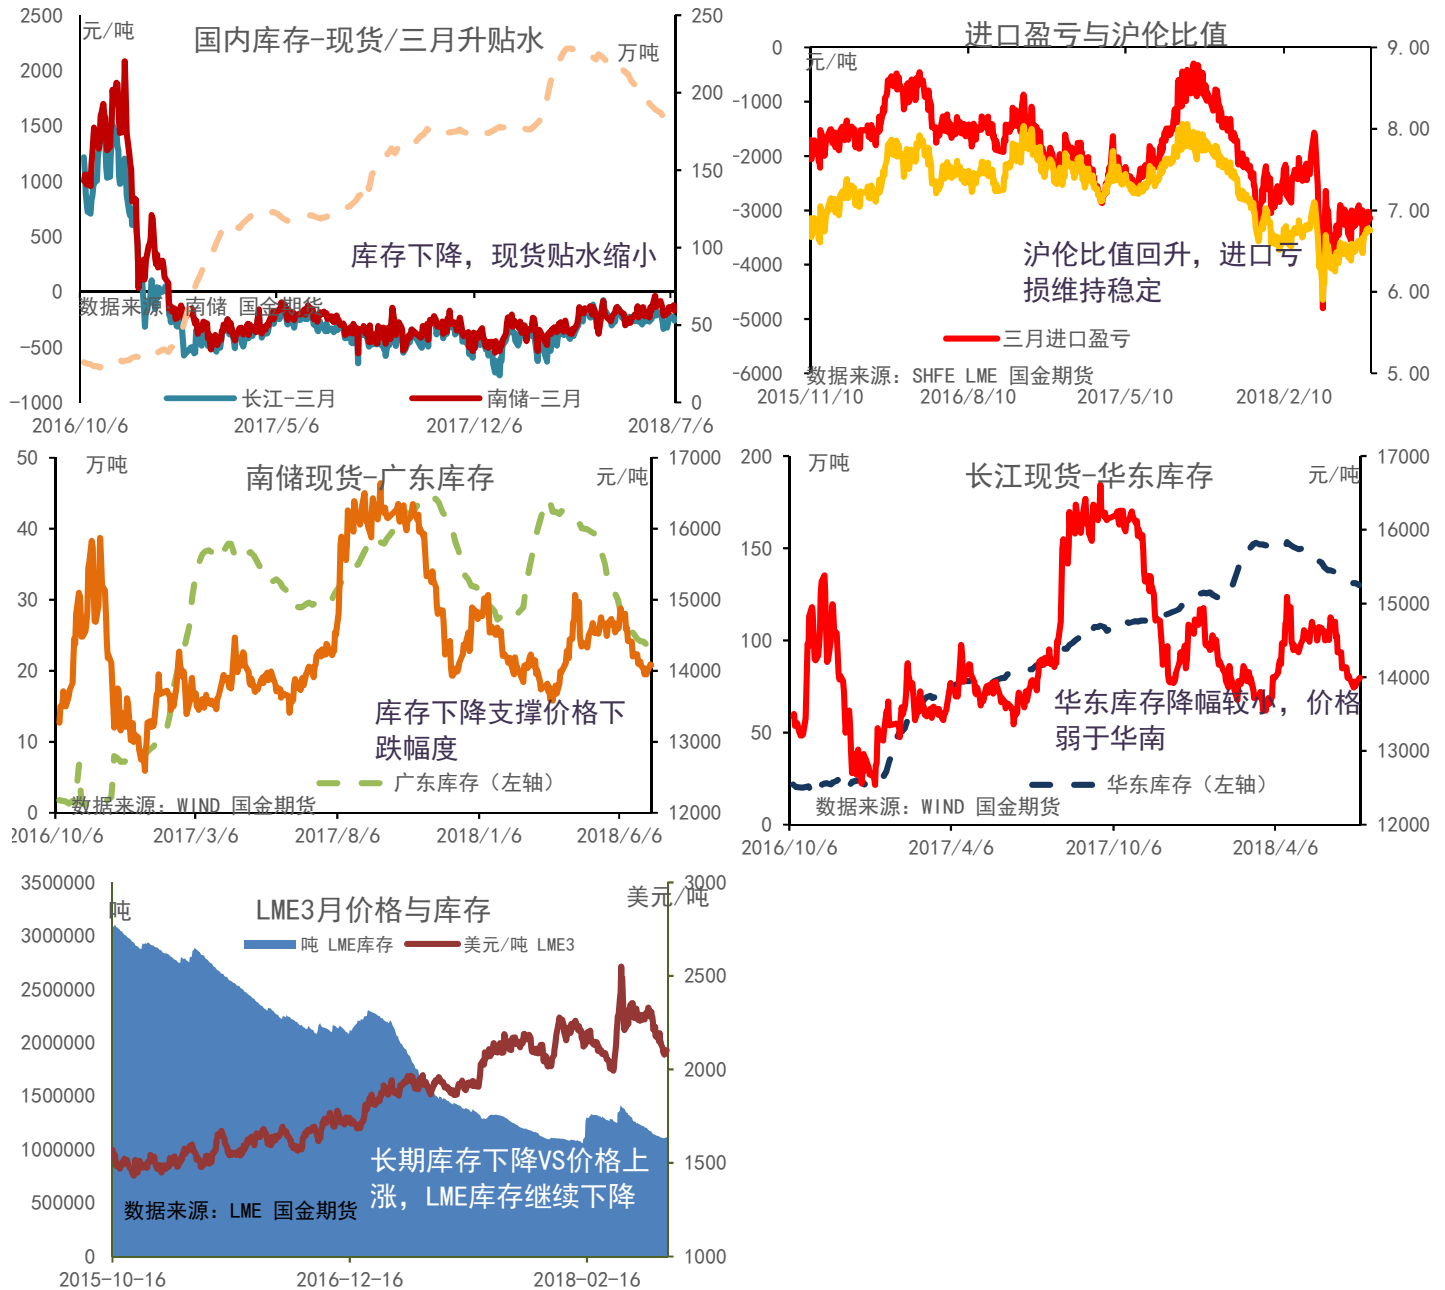 国内库存-现货/三月升贴水
元/吨
万吨
2500
2000
1500
1000
500
0
-500
-1000
250
200
150
100
50
0
库存下降，现货贴水缩小
数据来源：南储 国金期货
长江-三月
南储-三月
2016/10/6
2017/5/6
2017/12/6
2018/7/6
进口盈亏与沪伦比值
元/吨
0
-1000
-2000
-3000
-4000
-5000
-6000
9.00
8.00
7.00
6.00
5.00
沪伦比值回升，进口亏
损维持稳定
三月进口盈亏
数据来源：SHFE LME 国金期货
2015/11/10
2016/8/10
2017/5/10
2018/2/10
南储现货-广东库存
万吨
元/吨
50
40
30
20
10
0
17000
16000
15000
14000
13000
12000
库存下降支撑价格下
跌幅度
广东库存（左轴）
数据来源：WIND 国金期货
2016/10/6
2017/3/6
2017/8/6
2018/1/6
2018/6/6
长江现货-华东库存
万吨
元/吨
200
150
100
50
0
17000
16000
15000
14000
13000
12000
华东库存降幅较小，价格
弱于华南
华东库存（左轴）
数据来源：WIND 国金期货
2016/10/6
2017/4/6
2017/10/6
2018/4/6
LME3月价格与库存
吨
美元/吨
吨 LME库存
美元/吨 LME3
3500000
3000000
2500000
2000000
1500000
1000000
500000
0
3000
2500
2000
1500
1000
长期库存下降VS价格上
涨，LME库存继续下降
数据来源：LME 国金期货
2015-10-16
2016-12-16
2018-02-16